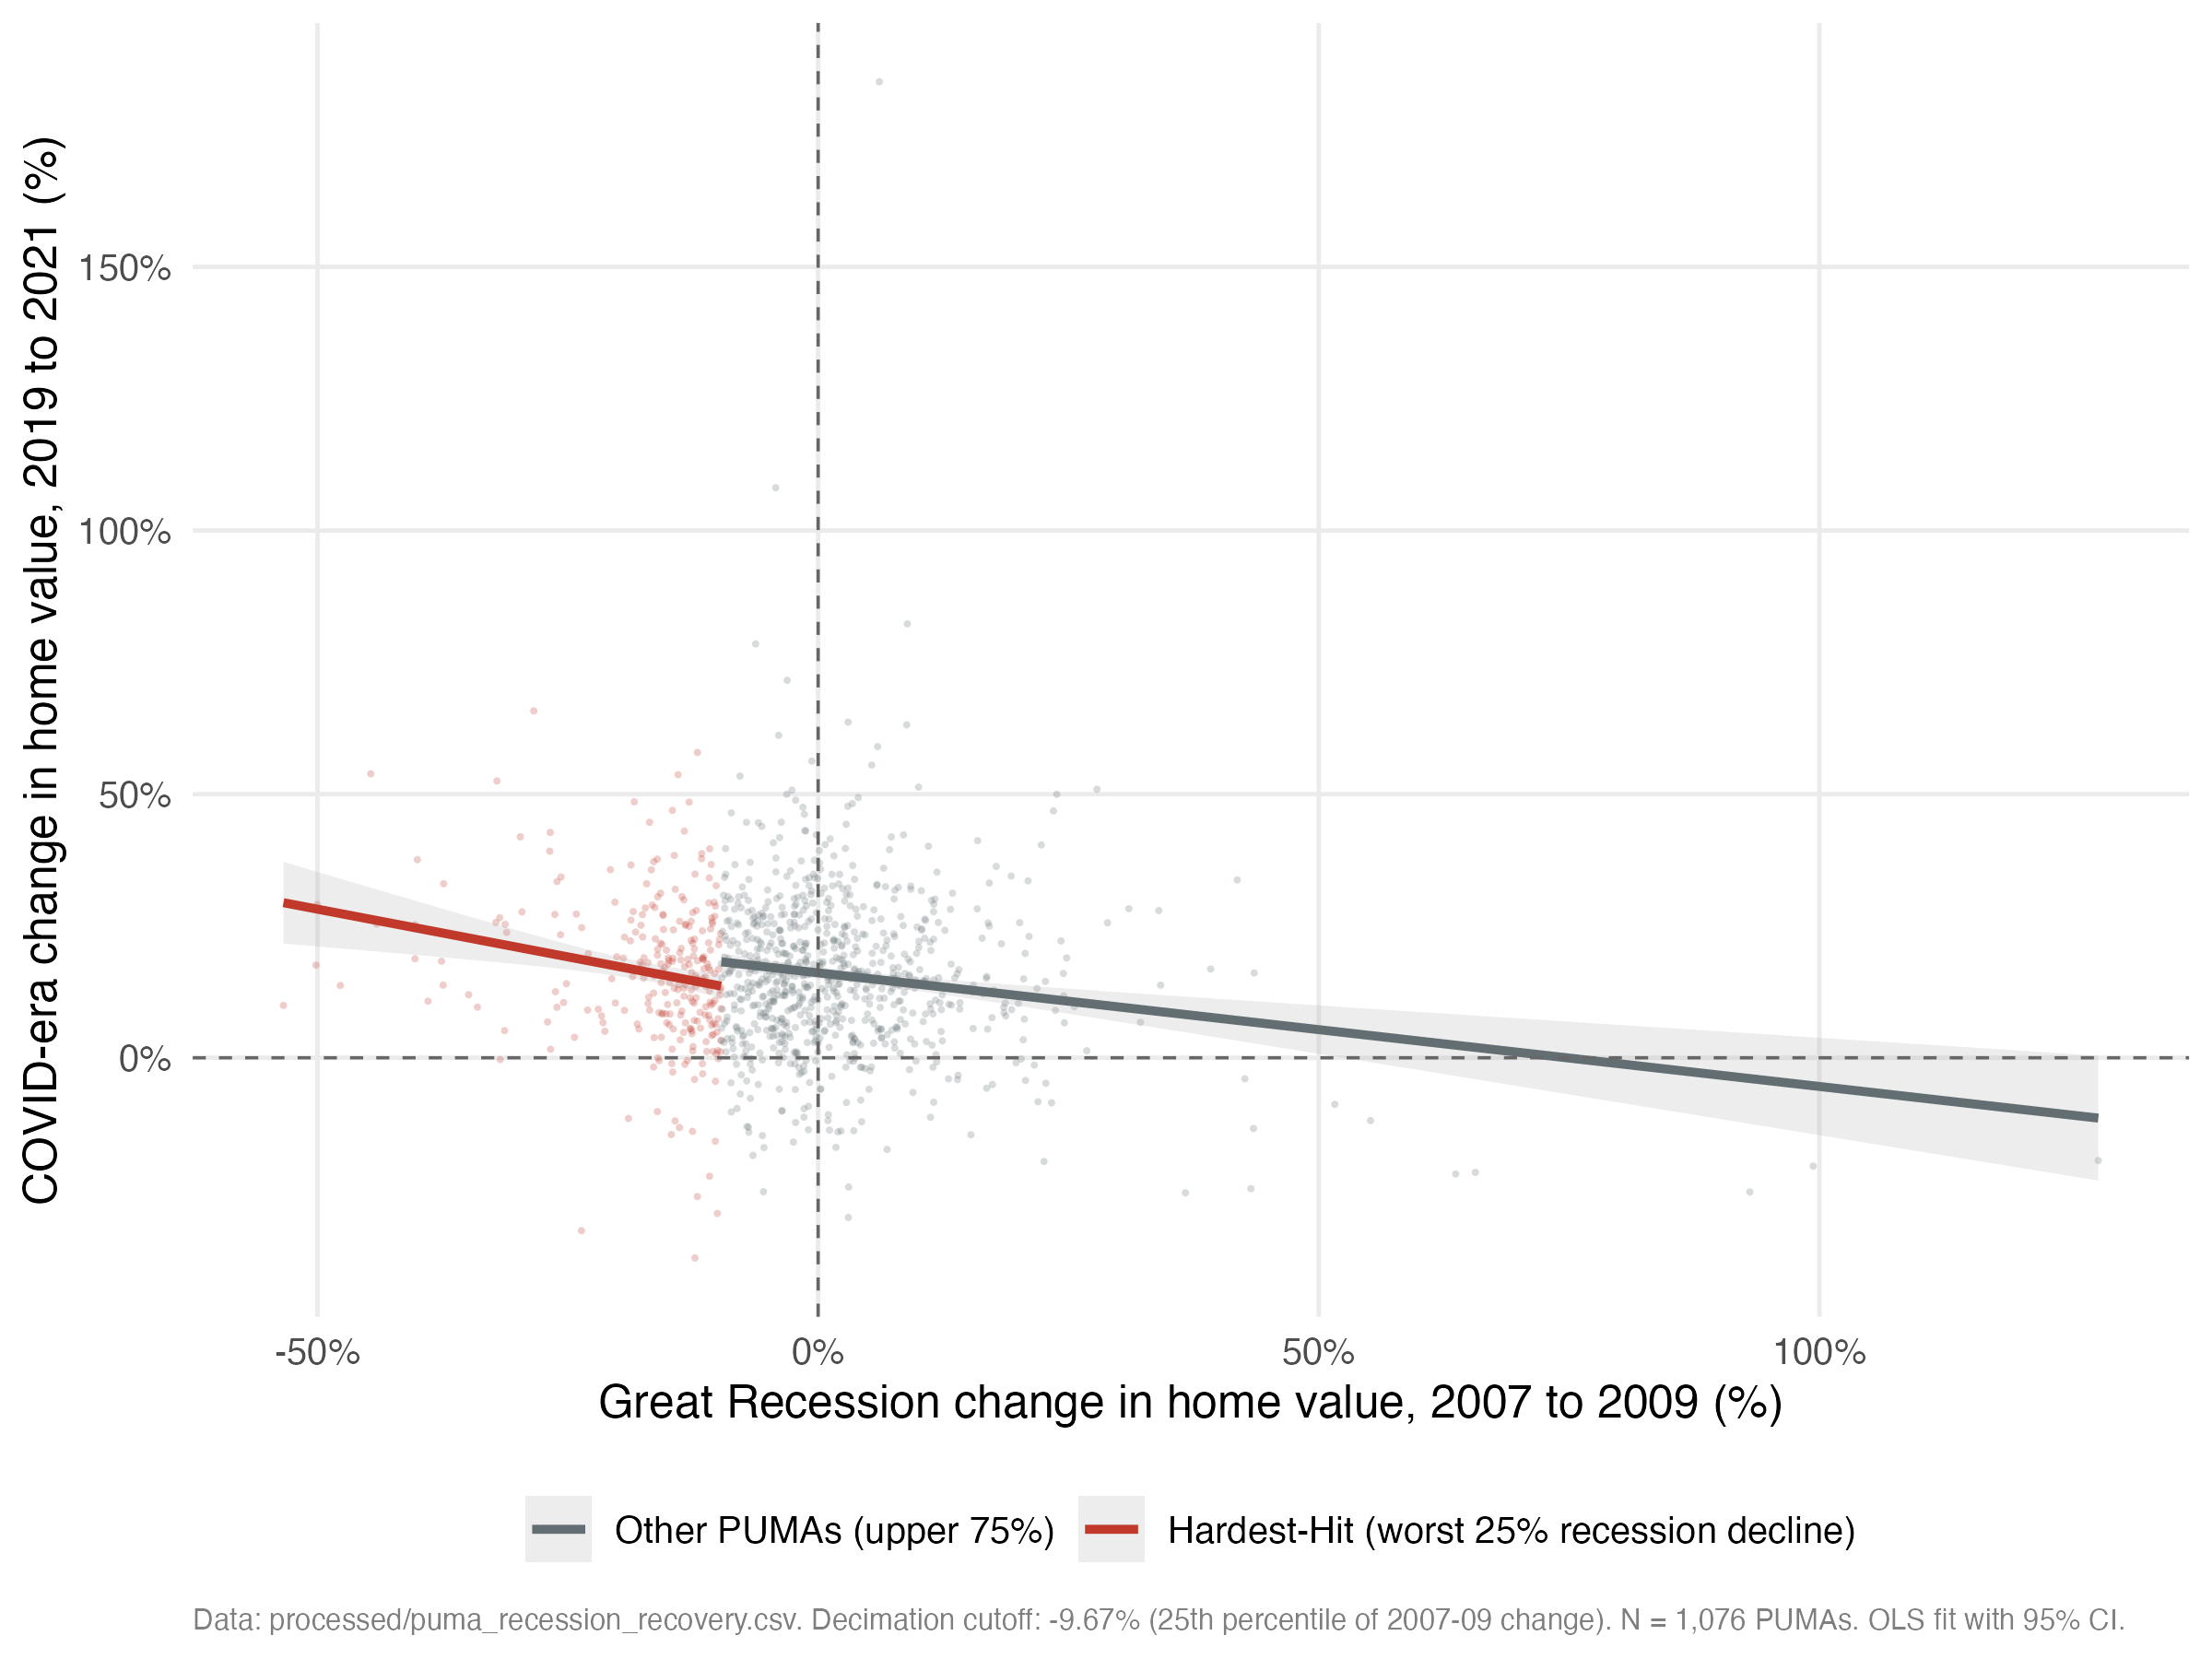 COVID-era change in home value, 2019 to 2021 (%)
150%
100%
50%
0%
-50%
0%
50%
100%
Great Recession change in home value, 2007 to 2009 (%)
Other PUMAs (upper 75%)
Hardest-Hit (worst 25% recession decline)
Data: processed/puma_recession_recovery.csv. Decimation cutoff: -9.67% (25th percentile of 2007-09 change). N = 1,076 PUMAs. OLS fit with 95% CI.